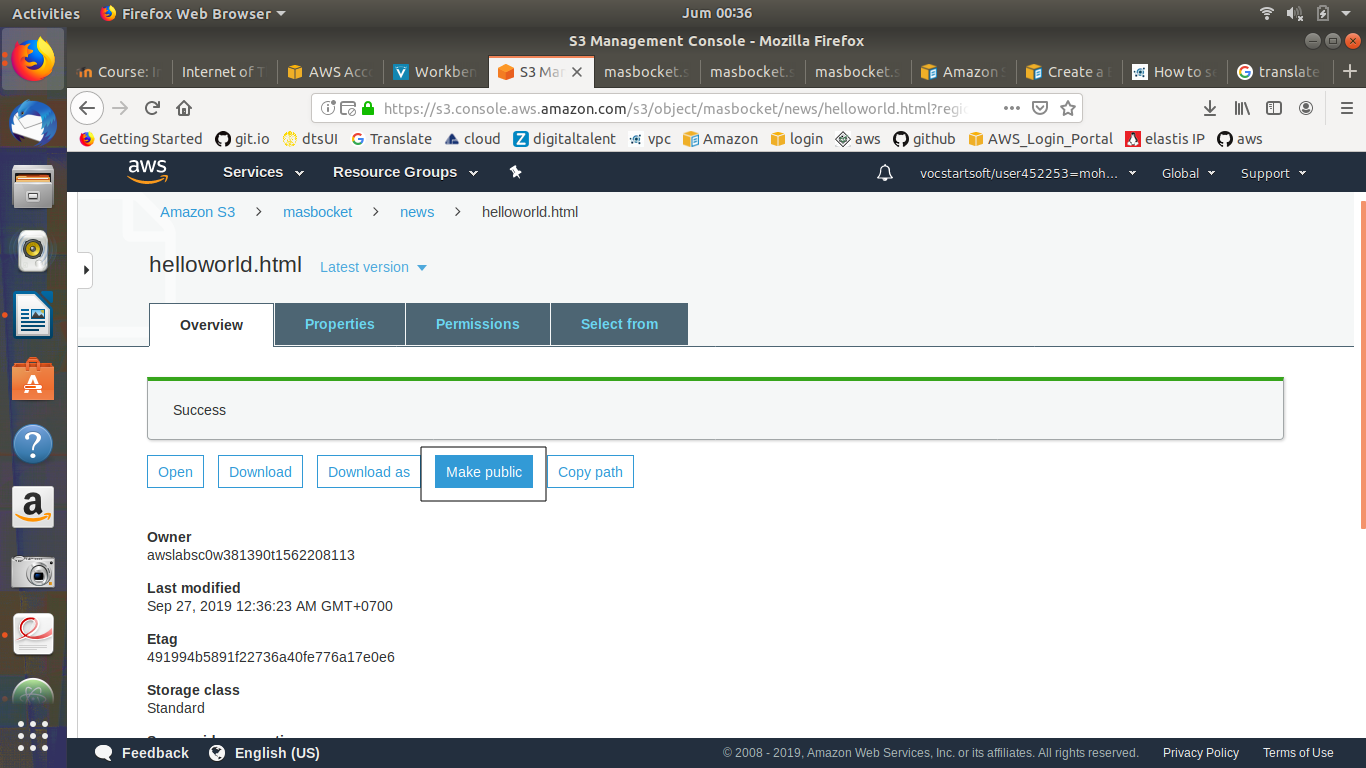 Activities Firefox Web Browser Jum 00:36
S3 Management Console - Mozilla Firefox
Course: I Internet of T AWS Acc Workben S3 Ma masbocket.s masbocket.s masbocket.s Amazon Create a How to s translate
https://s3.console.aws.amazon.com/s3/object/masbocket/news/helloworld.html?regi
Getting Started git.io dtsUI Translate cloud digitaltalent vpc Amazon login aws AWS_Login_Portal github elastis IP aws
aws Services Resource Groups vocstartsoft/user452253=moh... Global Support
Amazon S3 masbocket news helloworld.html
helloworld.html Latest version
Overview Properties Permissions Select from
Success
Open Download Download as Make public Copy path
Owner
awslabsc0w381390t1562208113
Last modified
Sep 27, 2019 12:36:23 AM GMT+0700
Etag
491994b5891f22736a40fe776a17e0e6
Storage class
Standard
Feedback English (US) © 2008 - 2019, Amazon Web Services, Inc. or its affiliates. All rights reserved. Privacy Policy Terms of Use